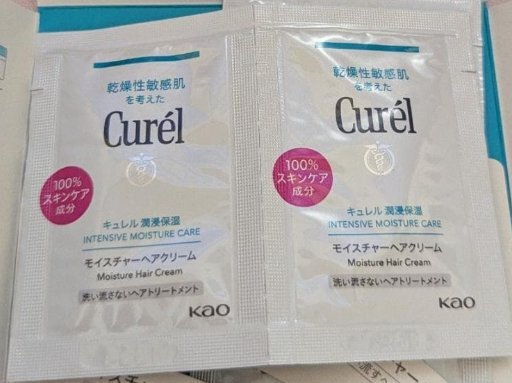 乾燥性敏感肌
を考えた
Curél
100%
スキンケア
成分
キュレル 潤浸保湿
INTENSIVE MOISTURE CARE
モイスチャーヘアクリーム
Moisture Hair Cream
洗い流さないヘアトリートメント
Kao
乾燥性敏感肌
を考えた
Curél
100%
スキンケア
成分
キュレル 潤浸保湿
INTENSIVE MOISTURE CARE
モイスチャーヘアクリーム
Moisture Hair Cream
洗い流さないヘアトリートメント
Kao